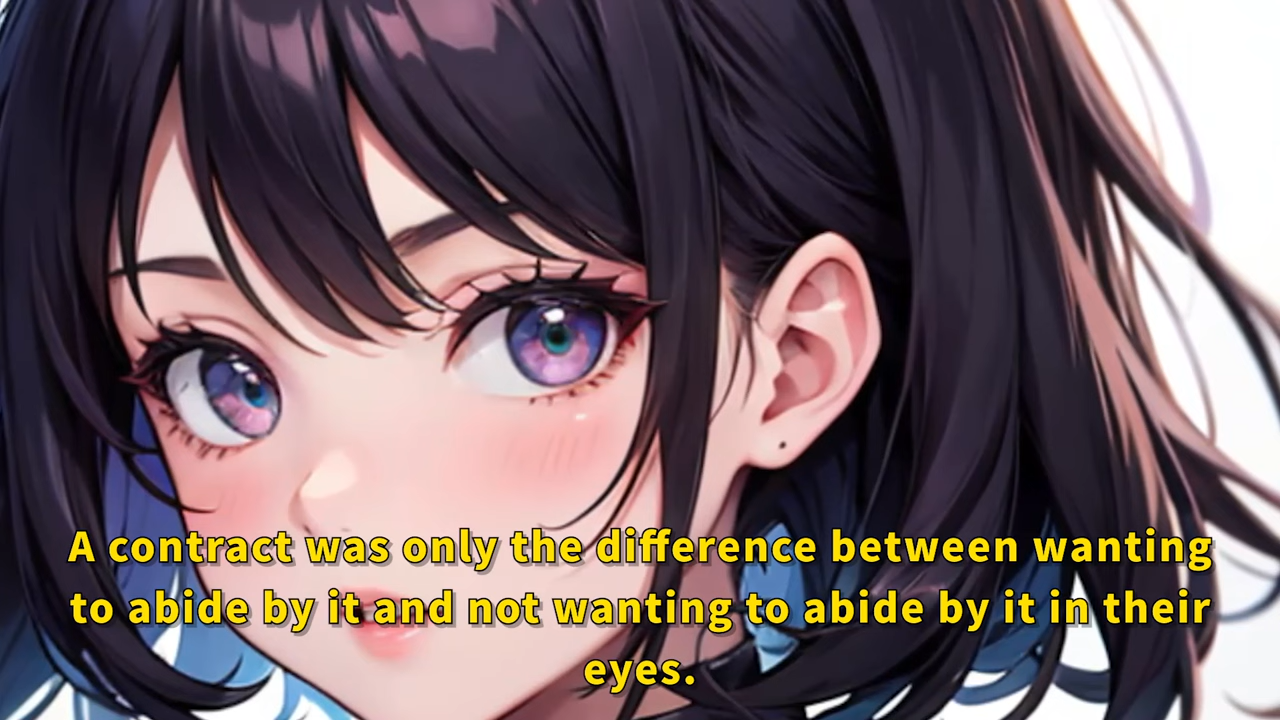 A contract was only the difference between wanting
to abide by it and not wanting to abide by it in their
eyes.